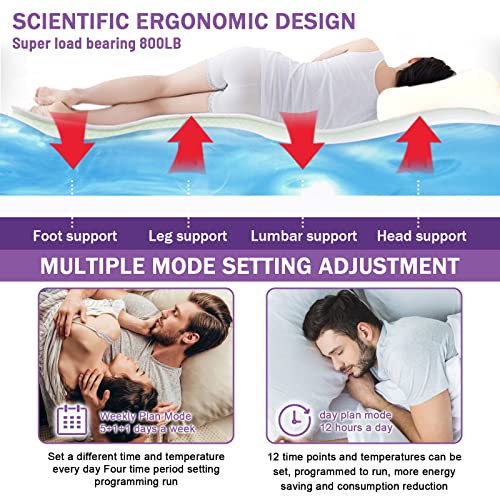 SCIENTIFIC ERGONOMIC DESIGN
Super load bearing 800LB
Foot support
Leg support
Lumbar support
Head support
MULTIPLE MODE SETTING ADJUSTMENT
Weekly Plan Mode
5+1+1 days a week
Set a different time and temperature
every day Four time period setting
programming run
day plan mode
12 hours a day
12 time points and temperatures can
be set, programmed to run, more energy
saving and consumption reduction